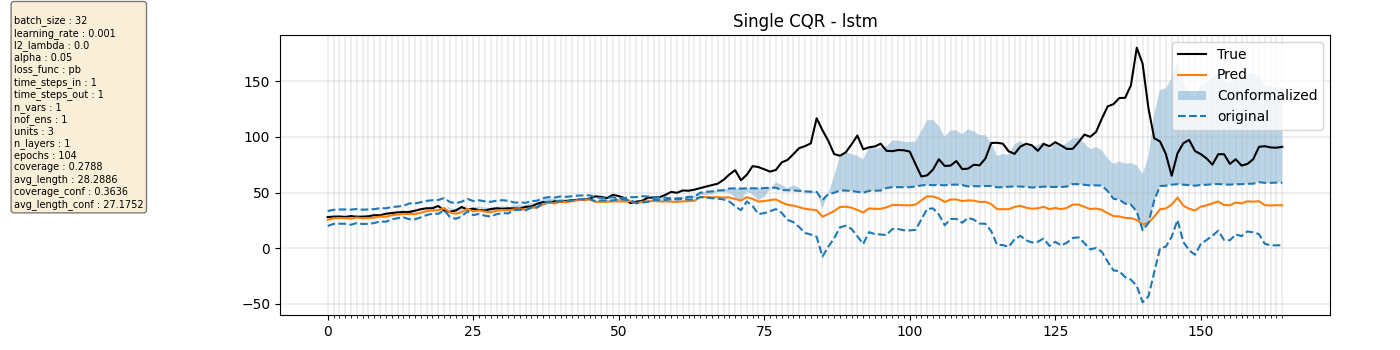 batch_size : 32
learning_rate : 0.001
l2_lambda : 0.0
alpha : 0.05
loss_func : pb
time_steps_in : 1
time_steps_out : 1
n_vars : 1
nof_ens : 1
units : 3
n_layers : 1
epochs : 104
coverage : 0.2788
avg_length : 28.2886
coverage_conf : 0.3636
avg_length_conf : 27.1752
Single CQR - lstm
True
Pred
Conformalized
original
150
100
50
0
−50
0 25 50 75 100 125 150